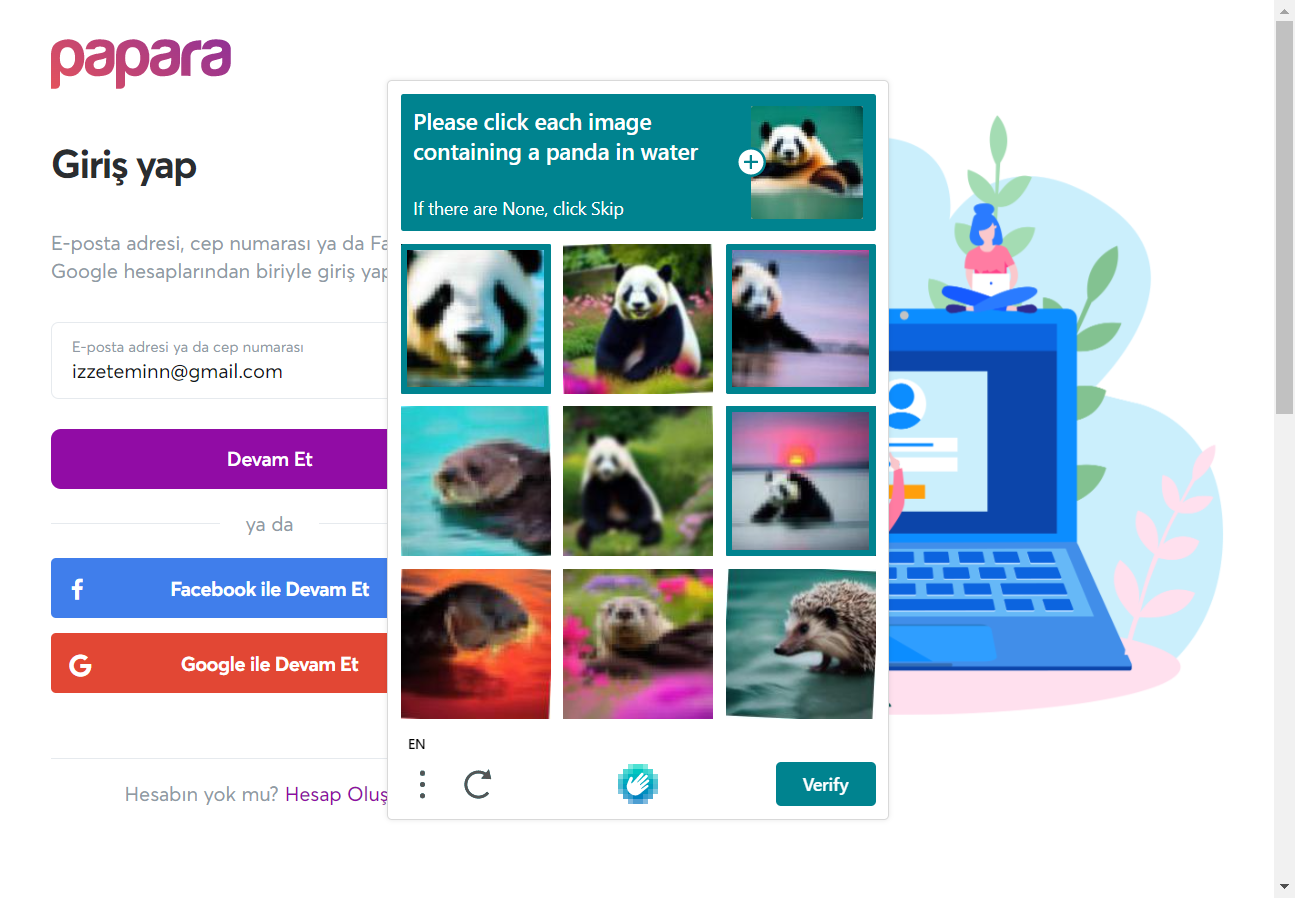 papara
Giriş yap
E-posta adresi, cep numarası ya da Fa
Google hesaplarından biriyle giriş yap
E-posta adresi ya da cep numarası
izzeteminn@gmail.com
Devam Et
ya da
Facebook ile Devam Et
Google ile Devam Et
Hesabın yok mu? Hesap Oluş
Please click each image
containing a panda in water
If there are None, click Skip
EN
Verify